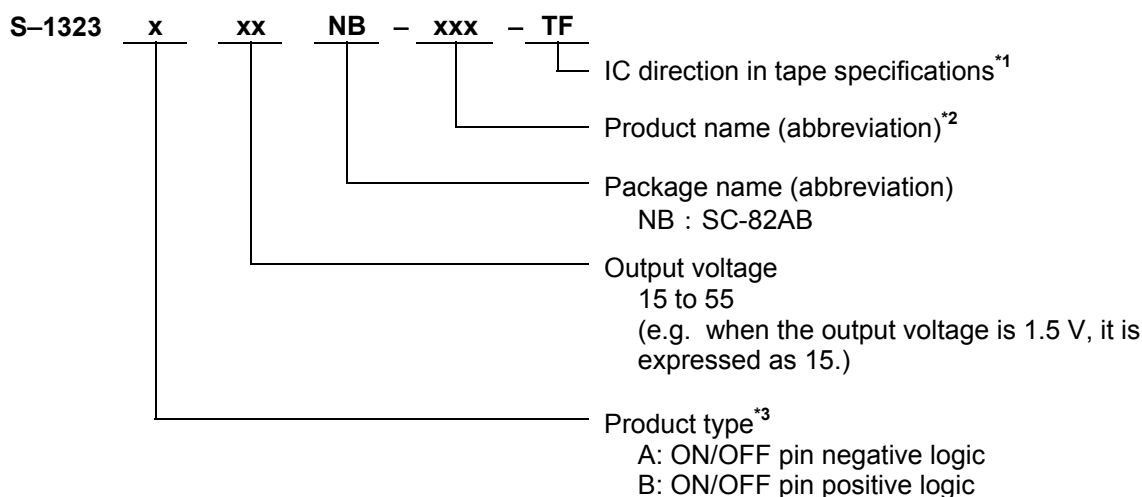 S–1323 x xx NB – xxx – TF
IC direction in tape specifications*1
Product name (abbreviation)*2
Package name (abbreviation)
NB : SC-82AB
Output voltage
15 to 55
(e.g. when the output voltage is 1.5 V, it is
expressed as 15.)
Product type*3
A: ON/OFF pin negative logic
B: ON/OFF pin positive logic